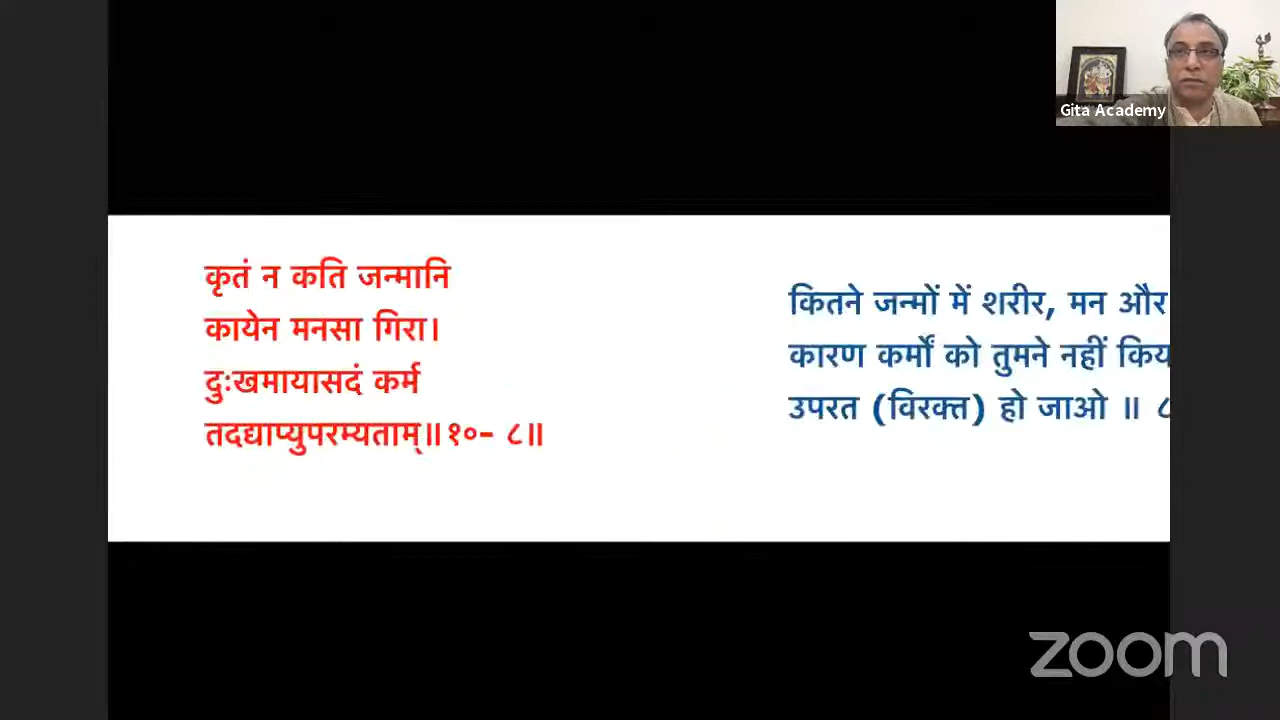 Gita Academy
कृतं न कति जन्मानि
कायेन मनसा गिरा।
दुःखमायासदं कर्म
तदद्याप्युपरम्यताम्॥१०- ८॥
कितने जन्मों में शरीर, मन और
कारण कर्मों को तुमने नहीं किय
उपरत (विरक्त) हो जाओ ॥ ८
zoom